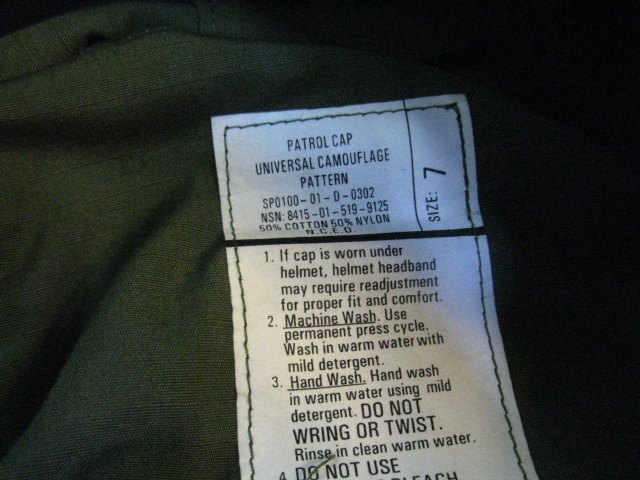 PATROL CAP
UNIVERSAL CAMOUFLAGE
PATTERN
SP0100-01-D-0302
NSN: 8415-01-519-9125
50% COTTON 50% NYLON
N.C.E.D.
SIZE: 7
1. If cap is worn under
helmet, helmet headband
may require readjustment
for proper fit and comfort.
2. Machine Wash. Use
permanent press cycle.
Wash in warm water with
mild detergent.
3. Hand Wash. Hand wash
in warm water using mild
detergent. DO NOT
WRING OR TWIST.
Rinse in clean warm water.
4. DO NOT USE
BLEACH